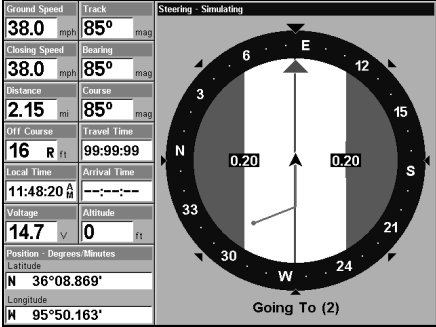 Ground Speed
38.0 mph
Track
85° mag
Closing Speed
38.0 mph
Bearing
85° mag
Distance
2.15 mi
Course
85° mag
Off Course
16 R ft
Travel Time
99:99:99
Local Time
11:48:20 AM
Arrival Time
--:--:--
Voltage
14.7 V
Altitude
0 ft
Position - Degrees/Minutes
Latitude
N 36°08.869'
Longitude
W 95°50.163'
Steering - Simulating
E
6
12
3
15
N
S
33
21
30
24
W
0.20
0.20
Going To (2)